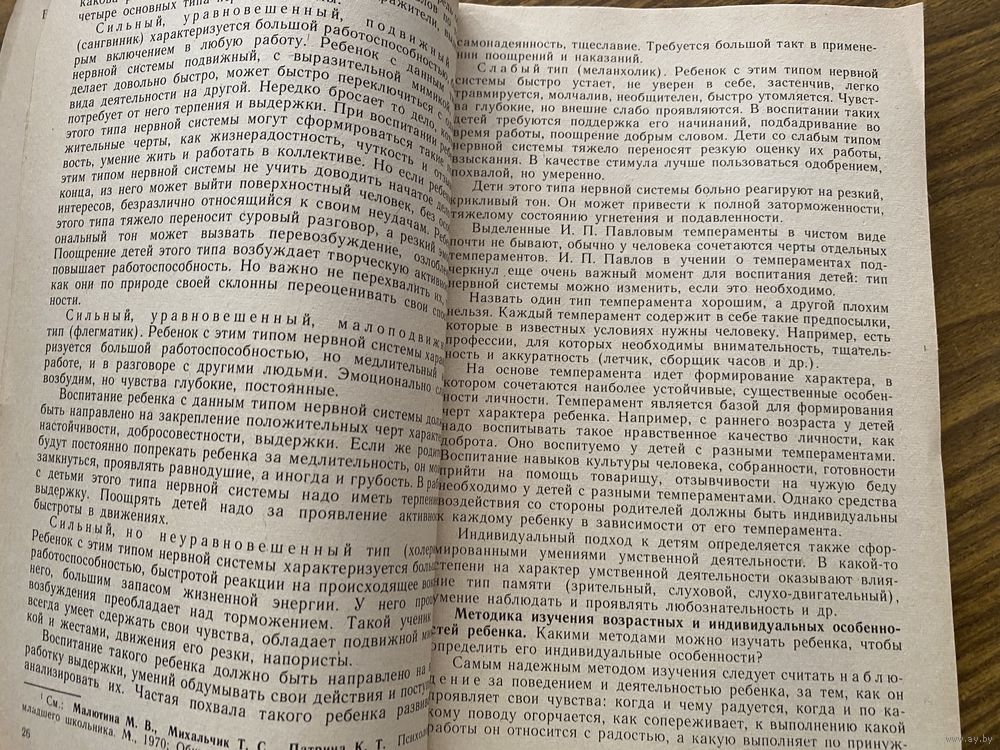 четыре основных типа
Сильный, уравновешенный, подвижный
(сангвиник) характеризуется большой работоспособностью,
рым включением в любую работу.¹ Ребенок с данным
нервной системы подвижный, с выразительной мимикой,
делает довольно быстро, может быстро переключиться с
вида деятельности на другой. Нередко бросает то дело,
потребует от него терпения и выдержки. При воспитании
этого типа нервной системы могут сформироваться такие
жительные черты, как жизнерадостность, чуткость и
вость, умение жить и работать в коллективе. Но если
этим типом нервной системы не учить доводить начатое
конца, из него может выйти поверхностный человек, без
интересов, безразлично относящийся к своим неудачам.
этого типа тяжело переносит суровый разговор, а резкий
ональный тон может вызвать перевозбуждение,
Поощрение детей этого типа возбуждает творческую
повышает работоспособность. Но важно не перехвалить их,
как они по природе своей склонны переоценивать свои
ности.
Сильный, уравновешенный,
тип (флегматик). Ребенок с этим типом нервной системы
ризуется большой работоспособностью, но медлительный
работе, и в разговоре с другими людьми. Эмоционально
возбудим, но чувства глубокие, постоянные.
Воспитание ребенка с данным типом нервной системы
быть направлено на закрепление положительных черт
настойчивости, добросовестности, выдержки. Если же
будут постоянно попрекать ребенка за медлительность, он
замкнуться, проявлять равнодушие, а иногда и грубость. В
с детьми этого типа нервной системы надо иметь
выдержку. Поощрять детей надо за проявление
быстроты в движениях.
Сильный, но неуравновешенный тип
Ребенок с этим типом нервной системы характеризуется
работоспособностью, быстротой реакции на происходящее
него, большим запасом жизненной энергии. У него
возбуждения преобладает над торможением. Такой ученик
всегда умеет сдержать свои чувства, обладает подвижной
кой и жестами, движения его резки, напористы.
Воспитание такого ребенка должно быть направлено на
работку выдержки, умений обдумывать свои действия и
анализировать их. Частая похвала такого ребенка
¹ См.: Малютина М. В., Михальчик Т. С., Патрина К. Т.
младшего школьника. М., 1970;
26
самонадеянность, тщеславие. Требуется большой такт в примене-
нии поощрений и наказаний.
Слабый тип (меланхолик). Ребенок с этим типом нервной
системы быстро устает, не уверен в себе, застенчив, легко
травмируется, молчалив, необщителен, быстро утомляется. Чувст-
ва глубокие, но внешне слабо проявляются. В воспитании таких
детей требуются поддержка его начинаний, подбадривание во
время работы, поощрение добрым словом. Дети со слабым типом
нервной системы тяжело переносят резкую оценку их работы,
взыскания. В качестве стимула лучше пользоваться одобрением,
похвалой, но умеренно.
Дети этого типа нервной системы больно реагируют на резкий,
крикливый тон. Он может привести к полной заторможенности,
тяжелому состоянию угнетения и подавленности.
Выделенные И. П. Павловым темпераменты в чистом виде
почти не бывают, обычно у человека сочетаются черты отдельных
темпераментов. И. П. Павлов в учении о темпераментах под-
черкнул еще очень важный момент для воспитания детей: тип
нервной системы можно изменить, если это необходимо.
Назвать один тип темперамента хорошим, а другой плохим
нельзя. Каждый темперамент содержит в себе такие предпосылки,
которые в известных условиях нужны человеку. Например, есть
профессии, для которых необходимы внимательность, тщатель-
ность и аккуратность (летчик, сборщик часов и др.).
На основе темперамента идет формирование характера, в
котором сочетаются наиболее устойчивые, существенные особен-
ности личности. Темперамент является базой для формирования
черт характера ребенка. Например, с раннего возраста у детей
надо воспитывать такое нравственное качество личности, как
доброта. Оно воспитуемо у детей с разными темпераментами.
Воспитание навыков культуры человека, собранности, готовности
прийти на помощь товарищу, отзывчивости на чужую беду
необходимо у детей с разными темпераментами. Однако средства
воздействия со стороны родителей должны быть индивидуальны
к каждому ребенку в зависимости от его темперамента.
Индивидуальный подход к детям определяется также сфор-
мированными умениями умственной деятельности. В какой-то
степени на характер умственной деятельности оказывают влия-
ние тип памяти (зрительный, слуховой, слухо-двигательный),
умение наблюдать и проявлять любознательность и др.
Методика изучения возрастных и индивидуальных особенно-
стей ребенка. Какими методами можно изучать ребенка, чтобы
определить его индивидуальные особенности?
Самым надежным методом изучения следует считать наблю-
дение за поведением и деятельностью ребенка, за тем, как он
проявляет свои чувства: когда и чему радуется, когда и по ка-
кому поводу огорчается, как сопереживает, к выполнению какой
работы он относится с радостью, а какую выполняет по принуж-
www.ay.by